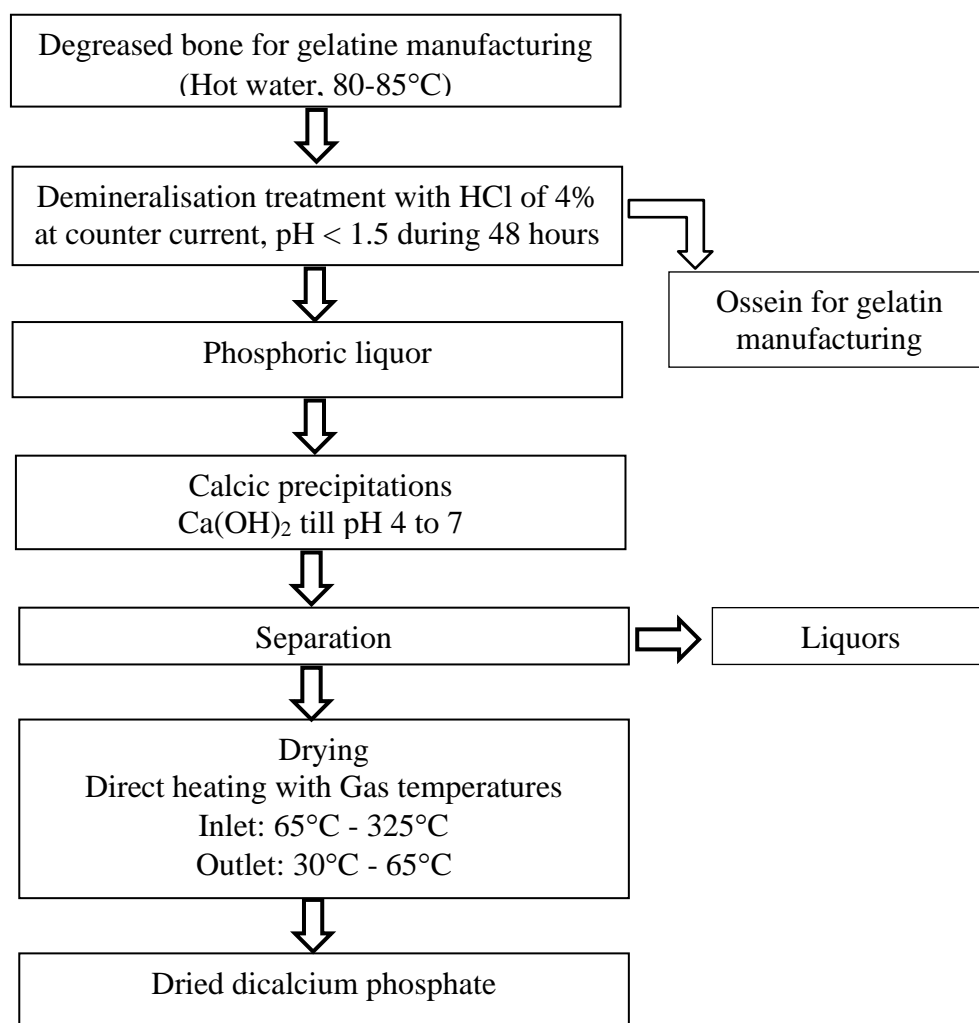 Degreased bone for gelatine manufacturing
(Hot water, 80-85°C)
Demineralisation treatment with HCl of 4%
at counter current, pH < 1.5 during 48 hours
Ossein for gelatin
manufacturing
Phosphoric liquor
Calcic precipitations
Ca(OH)₂ till pH 4 to 7
Separation
Liquors
Drying
Direct heating with Gas temperatures
Inlet: 65°C - 325°C
Outlet: 30°C - 65°C
Dried dicalcium phosphate